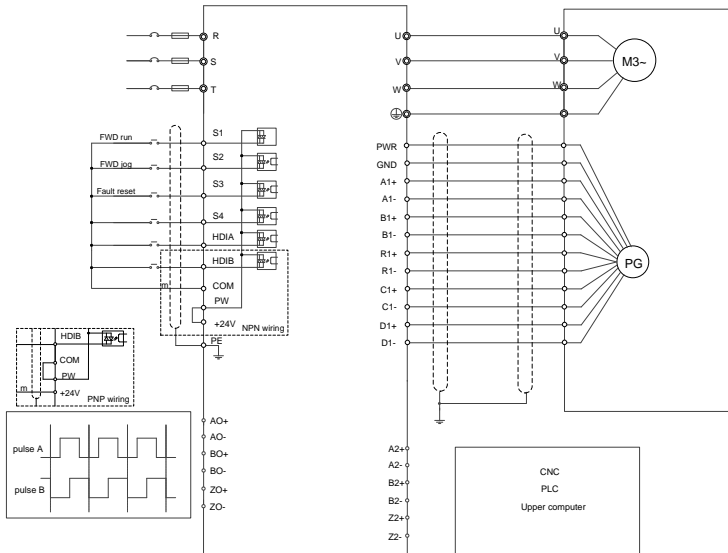 R
S
T
U
V
W
U
V
W
M3~
FWD run
FWD jog
Fault reset
S1
S2
S3
S4
HDIA
HDIB
COM
PW
+24V
PE
m
NPN wiring
PWR
GND
A1+
A1-
B1+
B1-
R1+
R1-
C1+
C1-
D1+
D1-
PG
HDIB
COM
PW
+24V
m
PNP wiring
pulse A
pulse B
AO+
AO-
BO+
BO-
ZO+
ZO-
A2+
A2-
B2+
B2-
Z2+
Z2-
CNC
PLC
Upper computer